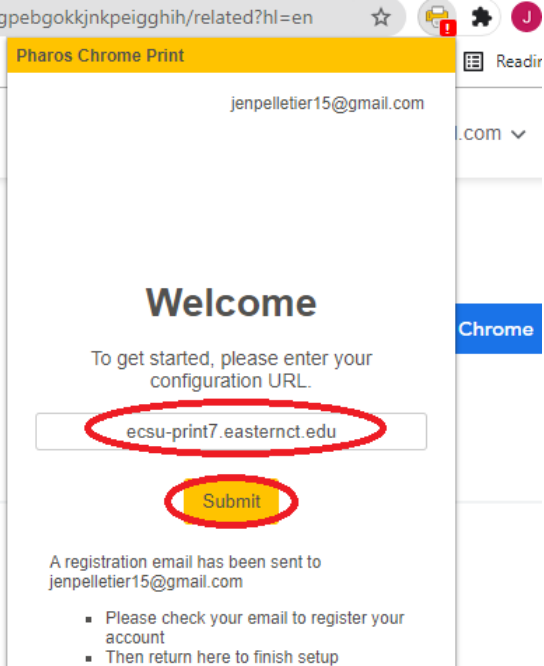 gpebgokkjnkpeigghih/related?hl=en
J
Pharos Chrome Print
Readin
jenpelletier15@gmail.com
l.com
Welcome
Chrome
To get started, please enter your
configuration URL.
ecsu-print7.easternct.edu
Submit
A registration email has been sent to
jenpelletier15@gmail.com
▪ Please check your email to register your
account
▪ Then return here to finish setup